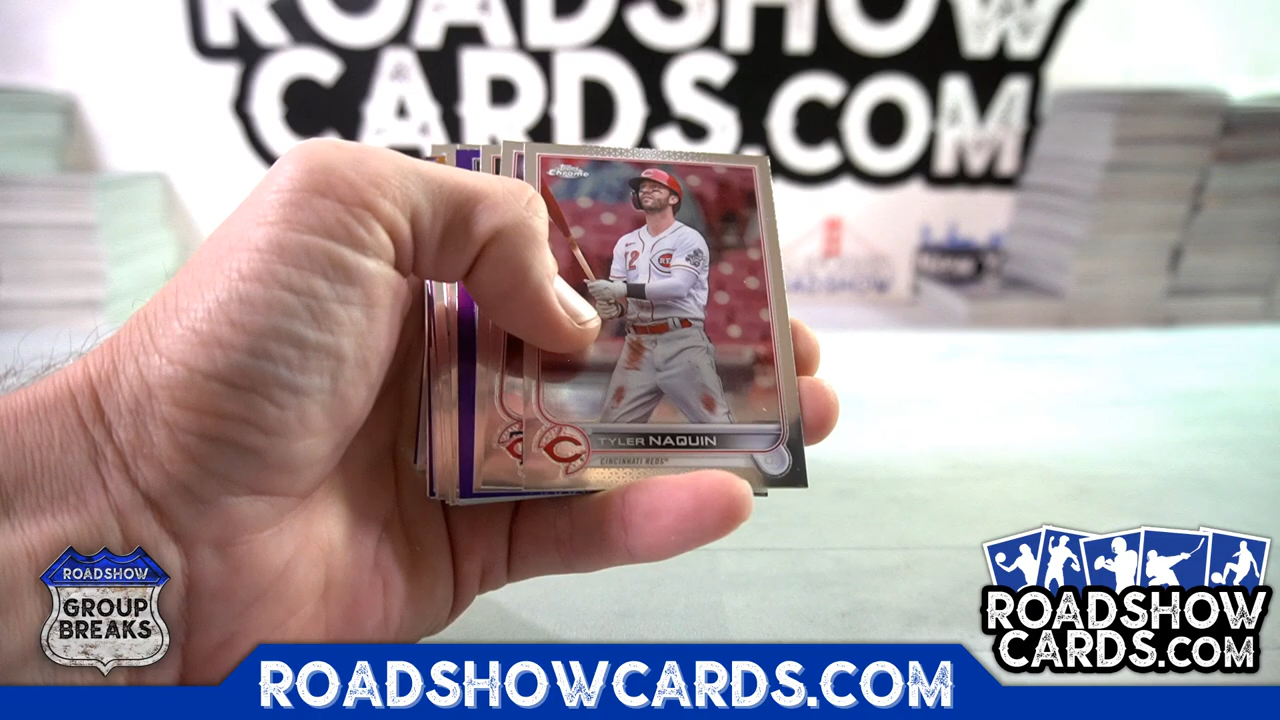 ROADSHOW
CARDS.COM
Topps
Chrome
TYLER NAQUIN
CINCINNATI REDS
ROADSHOW
GROUP
BREAKS
ROADSHOW
CARDS.COM
ROADSHOWCARDS.COM